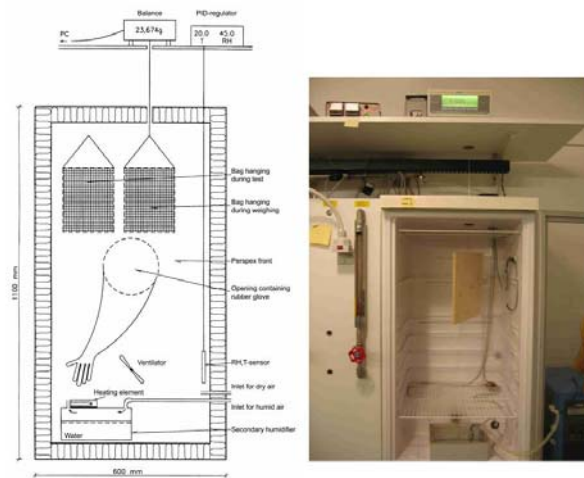 Balance
PID-regulator
PC
23,674g
20.0 45.0
T RH
Bag hanging
during test
Bag hanging
during weighing
Perspex front
Opening containing
rubber glove
1100 mm
Ventilator
RH,T-sensor
Heating element
Inlet for dry air
Inlet for humid air
Water
Secondary humidifier
600 mm